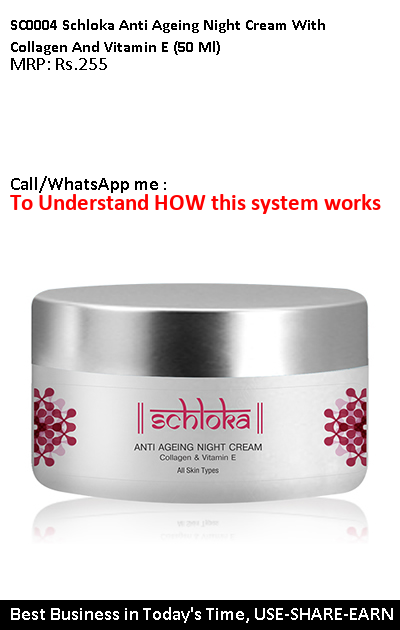 SC0004 Schloka Anti Ageing Night Cream With
Collagen And Vitamin E (50 Ml)
MRP: Rs.255
Call/WhatsApp me :
To Understand HOW this system works
schloka
ANTI AGEING NIGHT CREAM
Collagen & Vitamin E
All Skin Types
Best Business in Today's Time, USE-SHARE-EARN